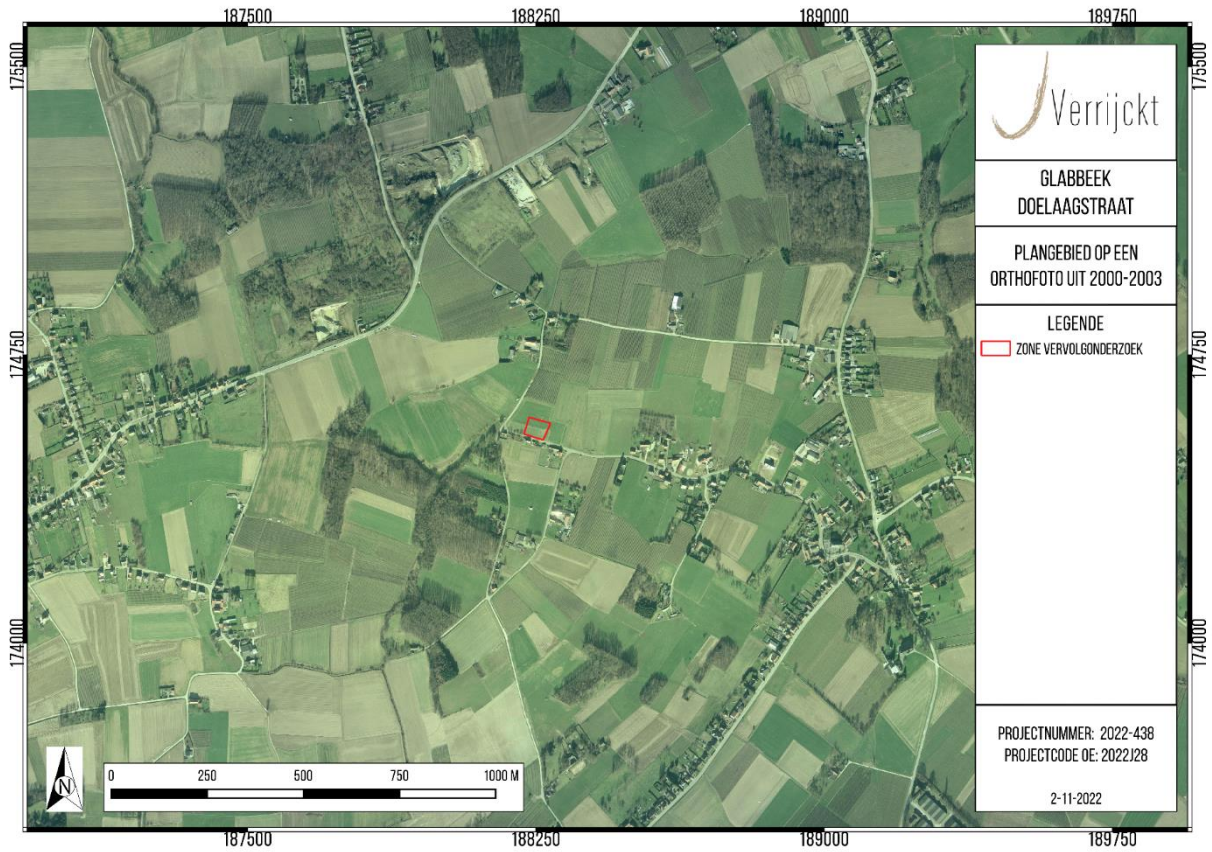 187500 188250 189000 189750
175500 175500
Verrijckt
GLABBEEK
DOELAAGSTRAAT
PLANGEBIED OP EEN
ORTHOFOTO UIT 2000-2003
LEGENDE
ZONE VERVOLGONDERZOEK
174750 174750
174000 174000
PROJECTNUMMER: 2022-438
PROJECTCODE OE: 2022J28
2-11-2022
N
0 250 500 750 1000 M
187500 188250 189000 189750